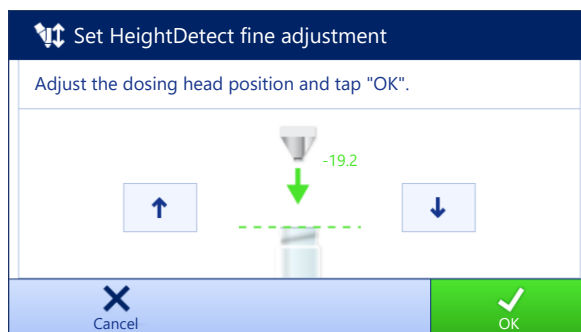 Set HeightDetect fine adjustment
Adjust the dosing head position and tap "OK".
-19.2
Cancel
OK